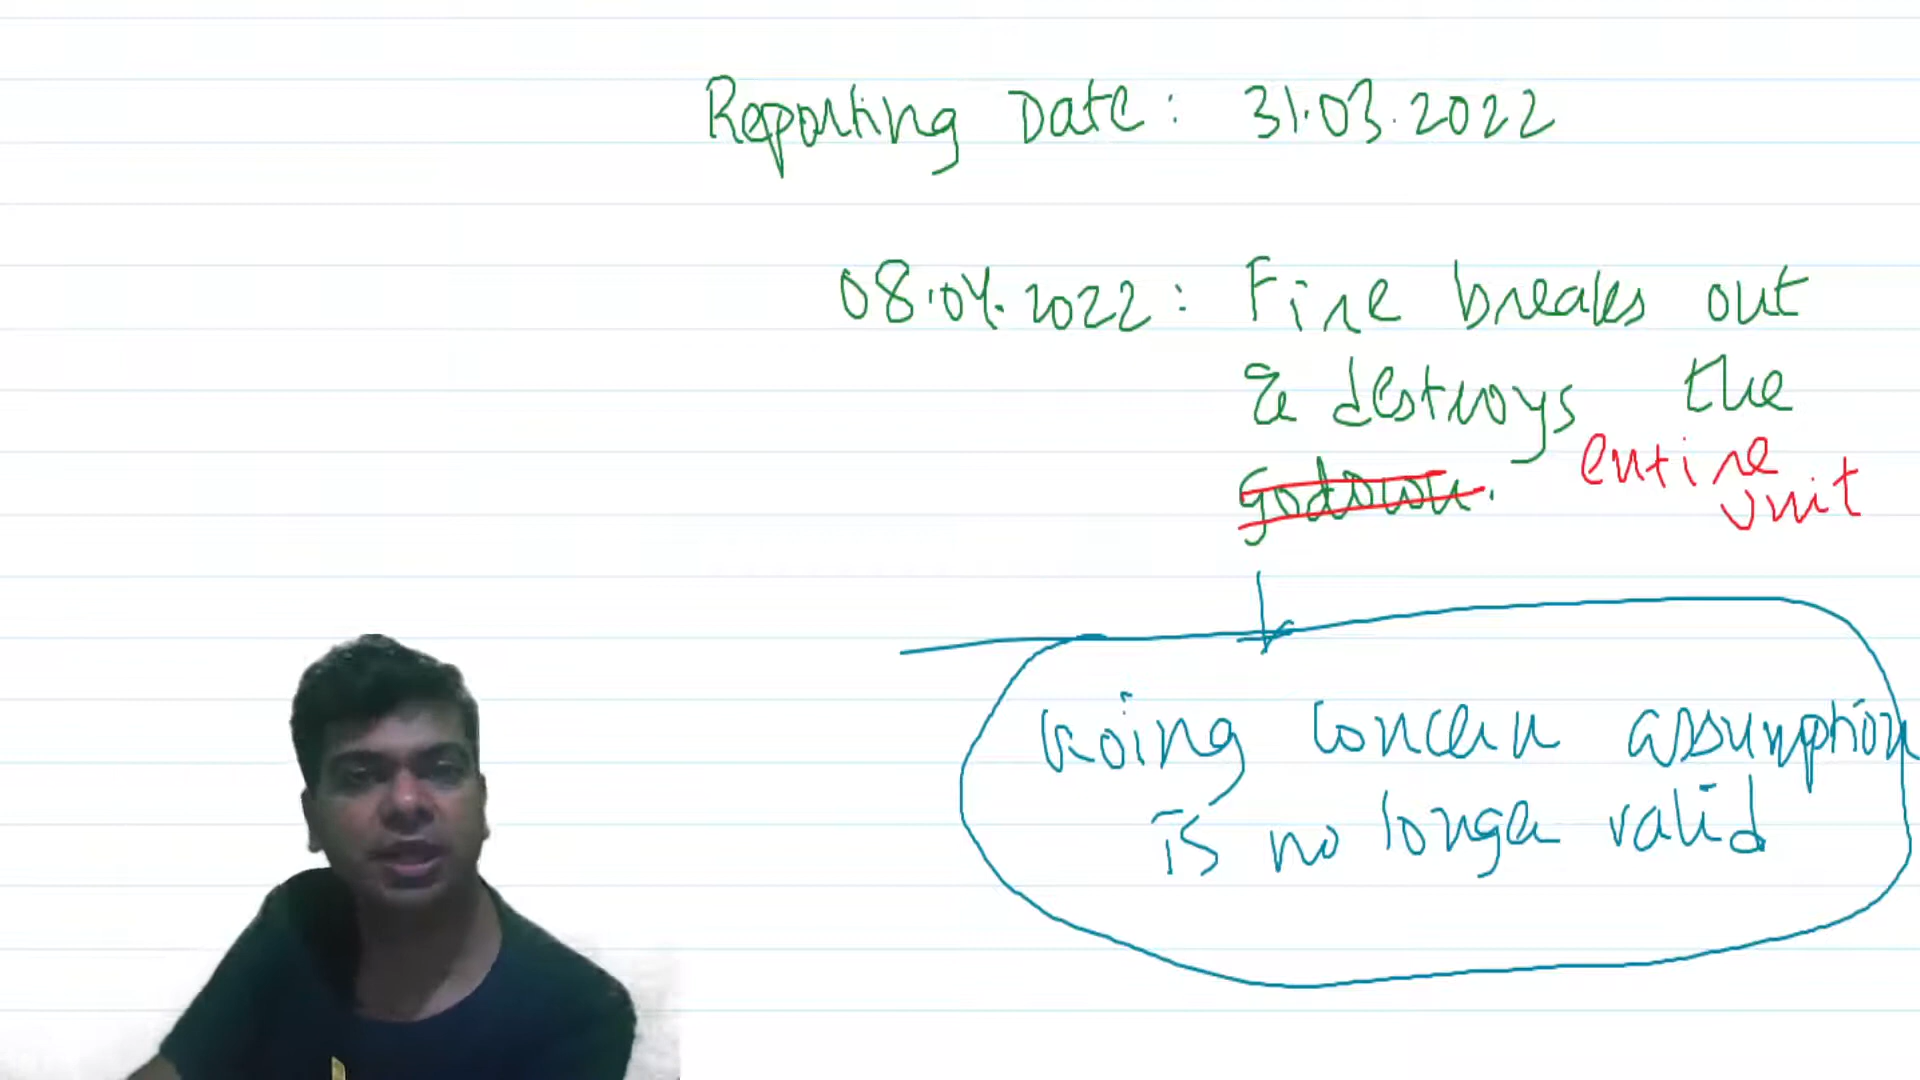 Reporting Date: 31.03.2022
08.04.2022: Fire breaks out
& destroys the
Godown. entire
unit
Going concern assumption
is no longer valid